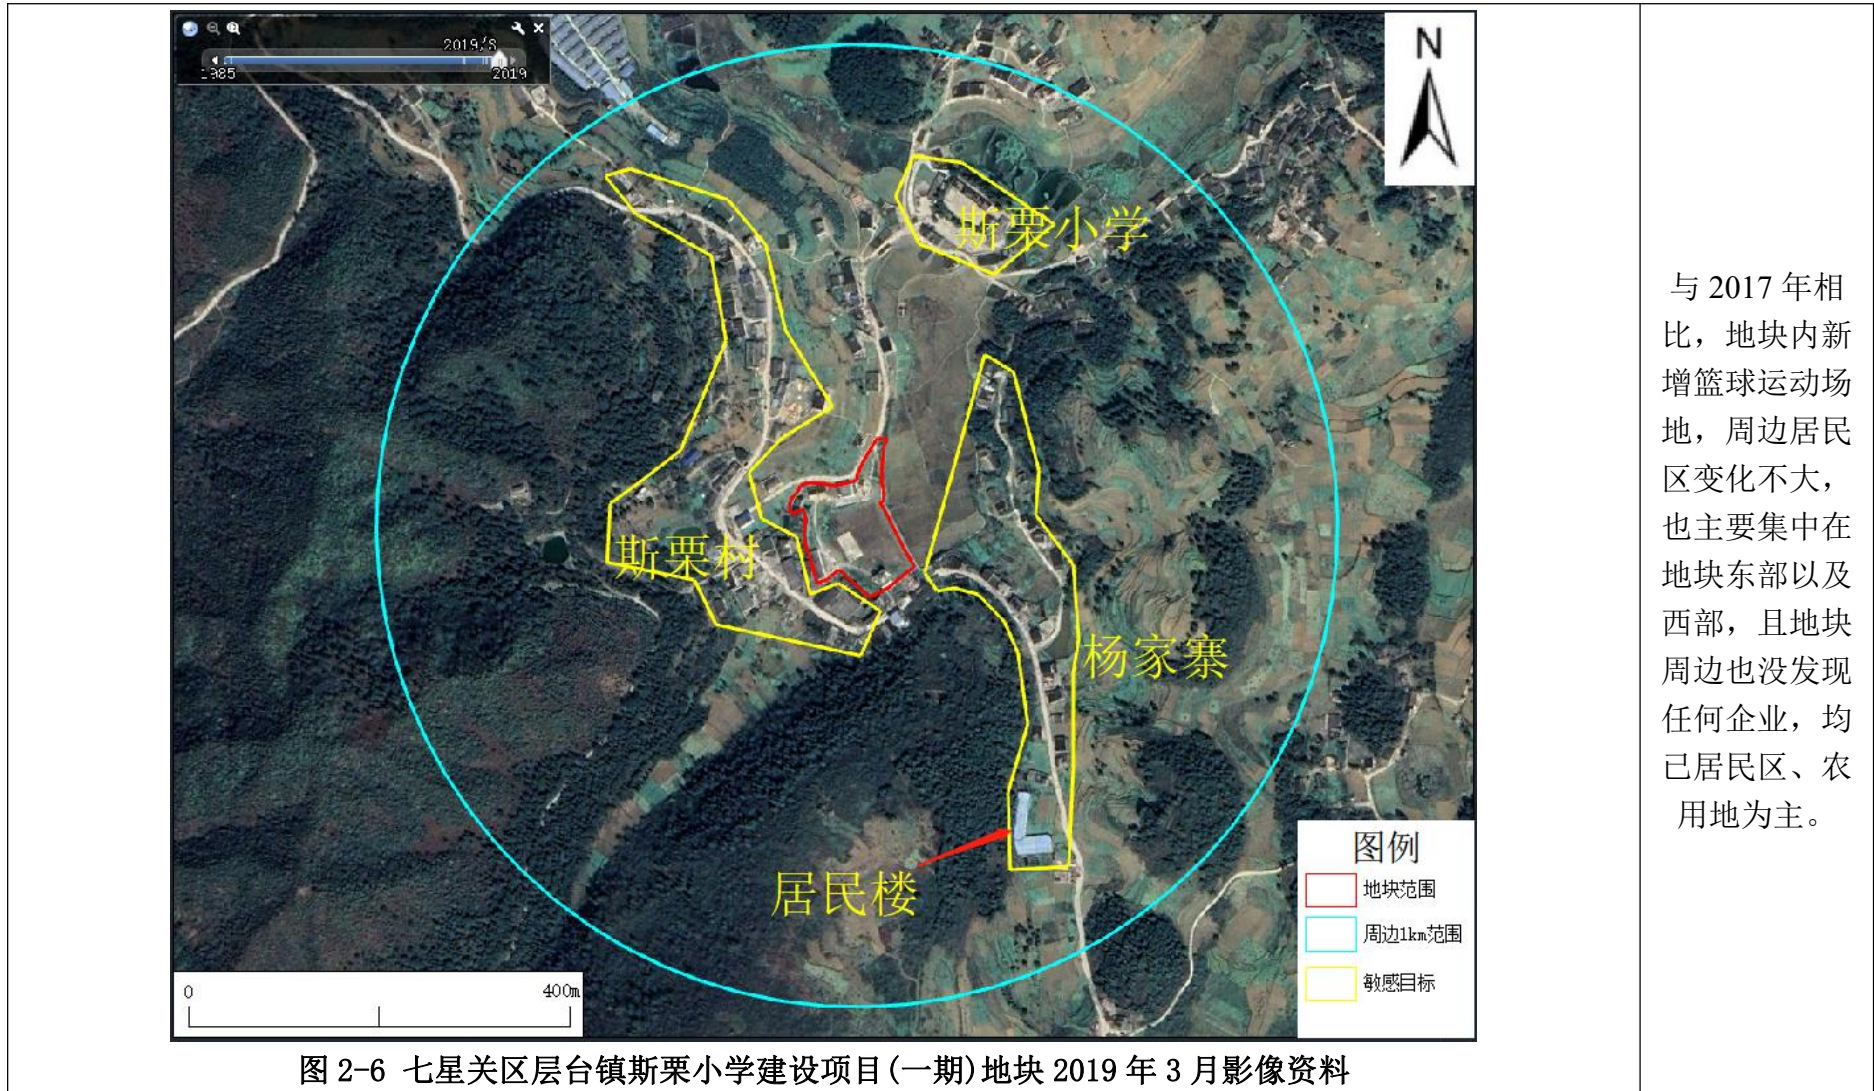 2019/3
1985
2019
N
斯栗小学
斯栗村
杨家寨
居民楼
图例
地块范围
周边1km范围
敏感目标
0
400m
与 2017 年相
比，地块内新
增篮球运动场
地，周边居民
区变化不大，
也主要集中在
地块东部以及
西部，且地块
周边也没发现
任何企业，均
已居民区、农
用地为主。
图 2-6 七星关区层台镇斯栗小学建设项目(一期)地块 2019 年 3 月影像资料